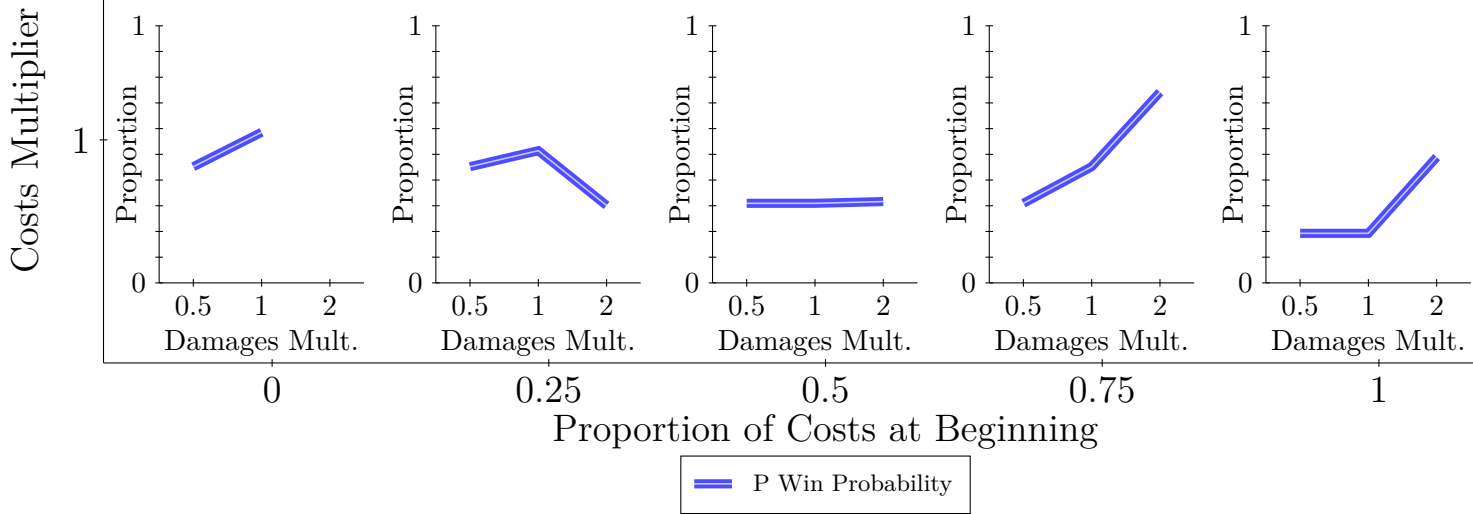 Costs Multiplier
1
1
Proportion
0
0.5 1 2
Damages Mult.
1
Proportion
0
0.5 1 2
Damages Mult.
1
Proportion
0
0.5 1 2
Damages Mult.
1
Proportion
0
0.5 1 2
Damages Mult.
1
Proportion
0
0.5 1 2
Damages Mult.
0 0.25 0.5 0.75 1
Proportion of Costs at Beginning
P Win Probability